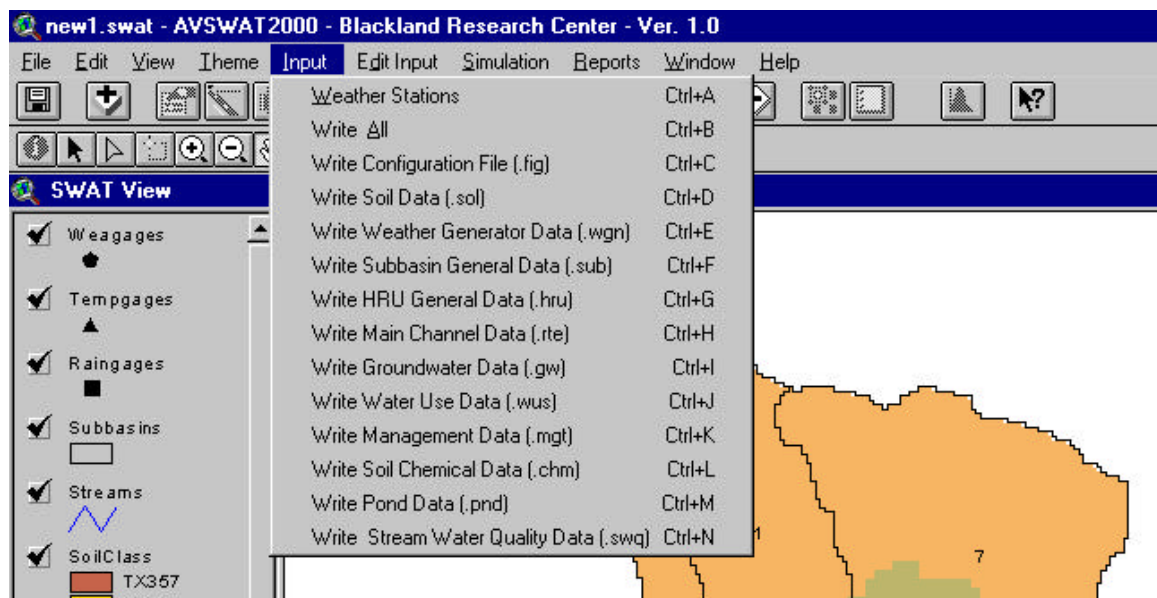 new1.swat - AVSWAT2000 - Blackland Research Center - Ver. 1.0
File Edit View Theme Input Edit Input Simulation Reports Window Help
Weather Stations Ctrl+A
Write All Ctrl+B
Write Configuration File (.fig) Ctrl+C
Write Soil Data (.sol) Ctrl+D
Write Weather Generator Data (.wgn) Ctrl+E
Write Subbasin General Data (.sub) Ctrl+F
Write HRU General Data (.hru) Ctrl+G
Write Main Channel Data (.rte) Ctrl+H
Write Groundwater Data (.gw) Ctrl+I
Write Water Use Data (.wus) Ctrl+J
Write Management Data (.mgt) Ctrl+K
Write Soil Chemical Data (.chm) Ctrl+L
Write Pond Data (.pnd) Ctrl+M
Write Stream Water Quality Data (.swq) Ctrl+N
SWAT View
Weagages
Tempgages
Raingages
Subbasins
Streams
SoilClass
TX357
7